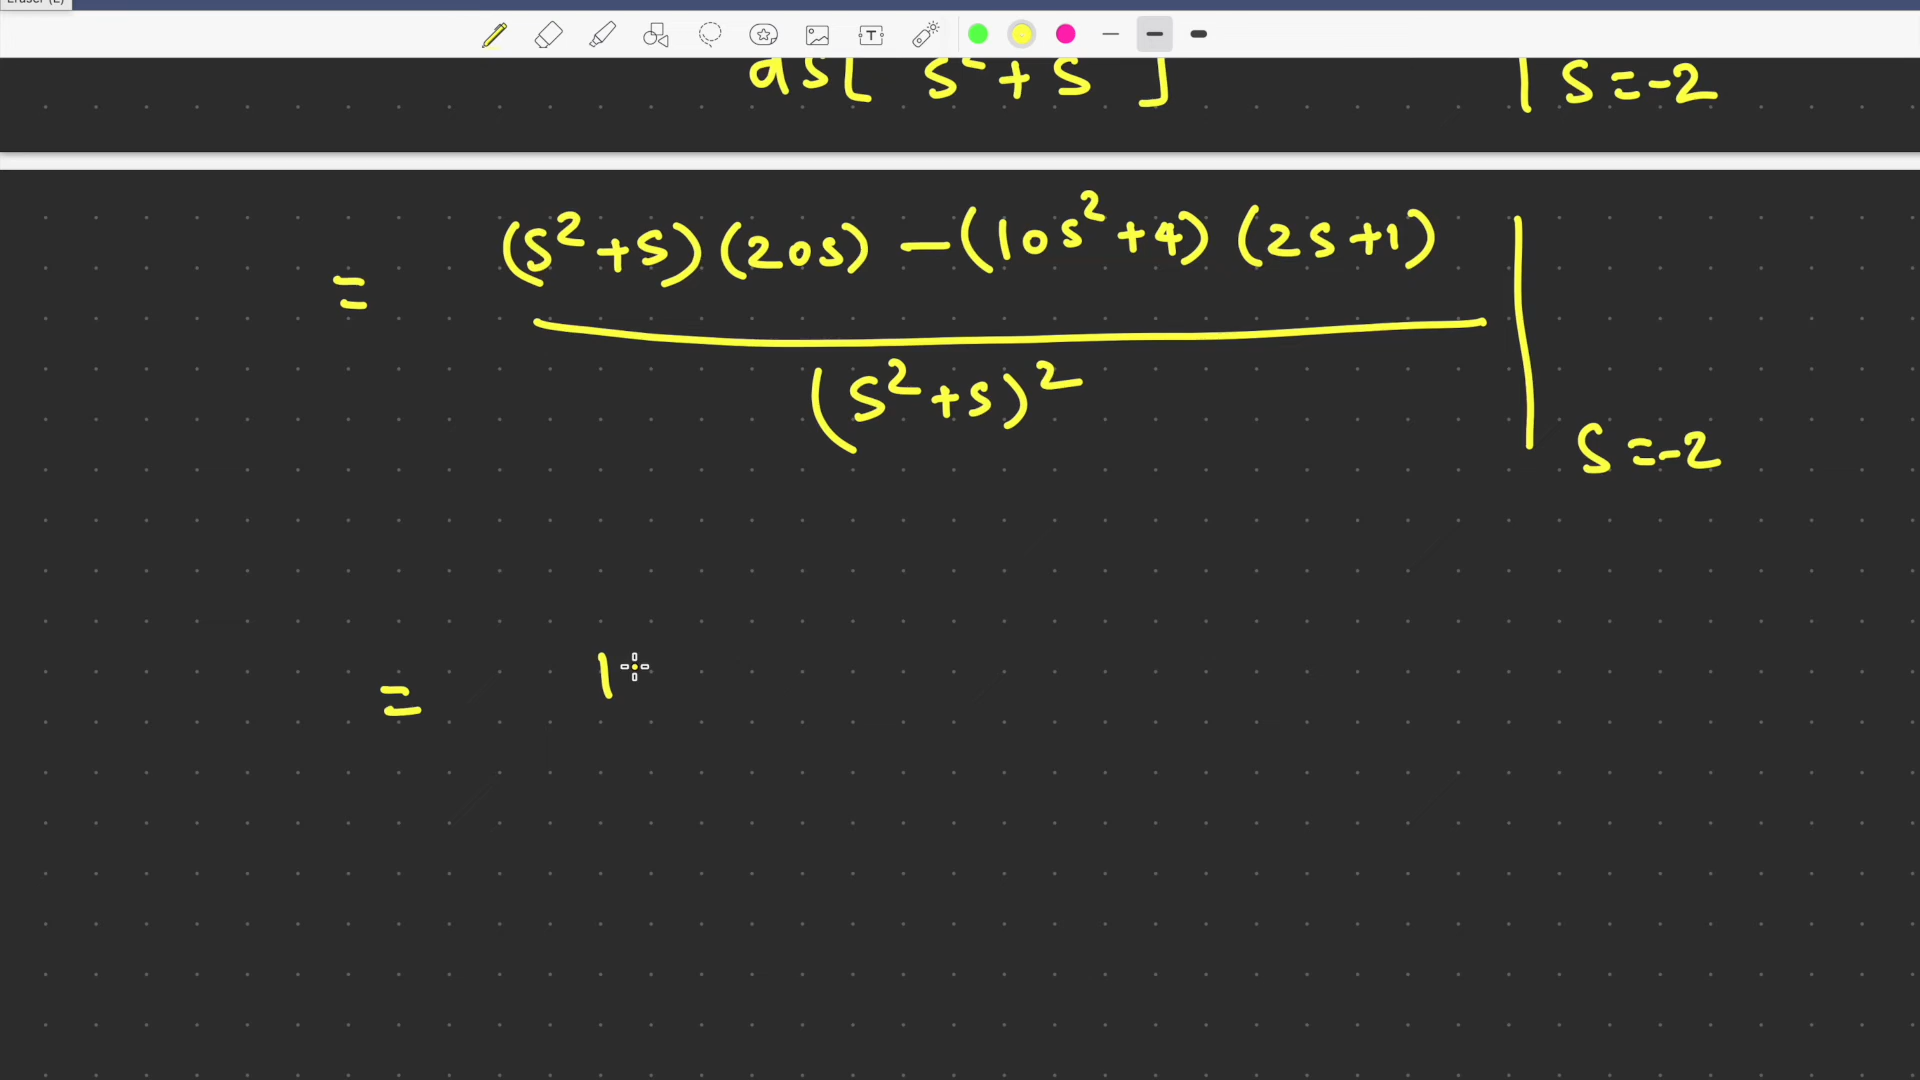 ds[ s²+s ] | s=-2
= (s²+s)(20s) - (10s²+4)(2s+1)
(s²+s)² | s=-2
= 1